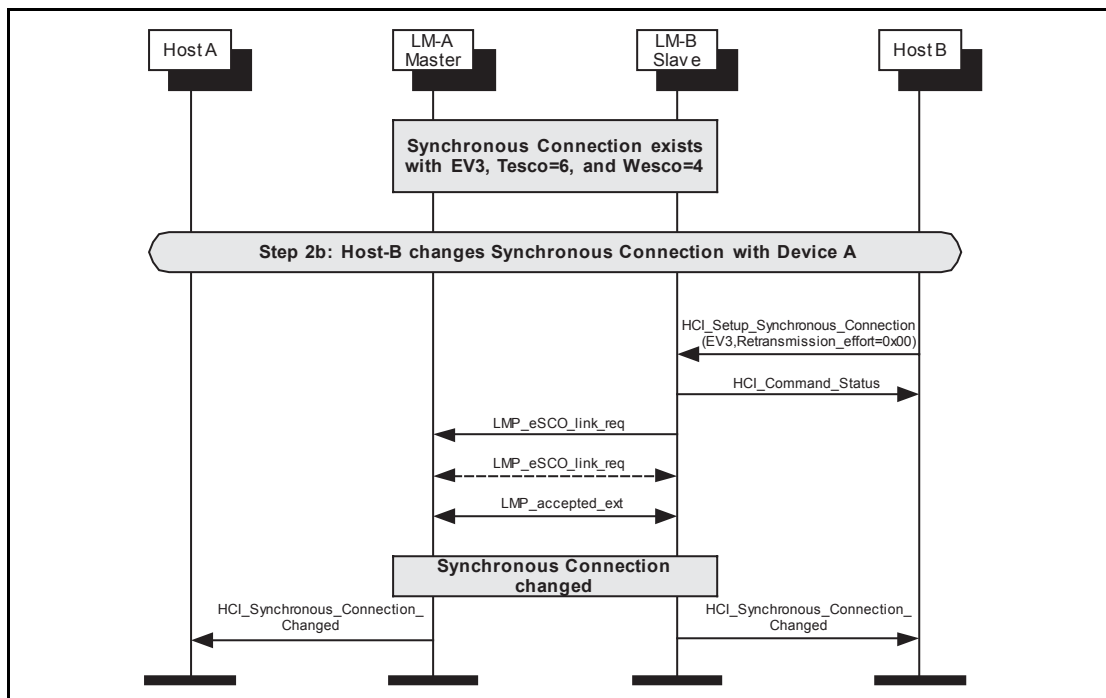 Host A
LM-A
Master
LM-B
Slave
Host B
Synchronous Connection exists
with EV3, Tesco=6, and Wesco=4
Step 2b: Host-B changes Synchronous Connection with Device A
HCI_Setup_Synchronous_Connection
(EV3,Retransmission_effort=0x00)
HCI_Command_Status
LMP_eSCO_link_req
LMP_eSCO_link_req
LMP_accepted_ext
Synchronous Connection
changed
HCI_Synchronous_Connection_
Changed
HCI_Synchronous_Connection_
Changed